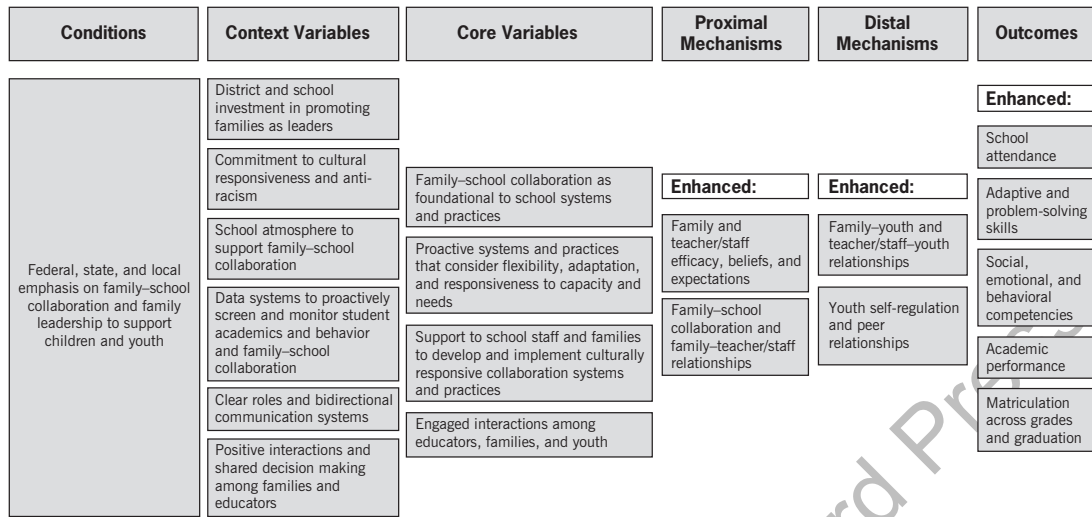 Conditions
Context Variables
Core Variables
Proximal
Mechanisms
Distal
Mechanisms
Outcomes
Federal, state, and local
emphasis on family–school
collaboration and family
leadership to support
children and youth
District and school
investment in promoting
families as leaders
Commitment to cultural
responsiveness and anti-
racism
School atmosphere to
support family–school
collaboration
Data systems to proactively
screen and monitor student
academics and behavior
and family–school
collaboration
Clear roles and bidirectional
communication systems
Positive interactions and
shared decision making
among families and
educators
Family–school collaboration as
foundational to school systems
and practices
Proactive systems and practices
that consider flexibility, adaptation,
and responsiveness to capacity and
needs
Support to school staff and families
to develop and implement culturally
responsive collaboration systems
and practices
Engaged interactions among
educators, families, and youth
Enhanced:
Family and
teacher/staff
efficacy, beliefs, and
expectations
Family–school
collaboration and
family–teacher/staff
relationships
Enhanced:
Family–youth and
teacher/staff–youth
relationships
Youth self-regulation
and peer
relationships
Enhanced:
School
attendance
Adaptive and
problem-solving
skills
Social,
emotional, and
behavioral
competencies
Academic
performance
Matriculation
across grades
and graduation